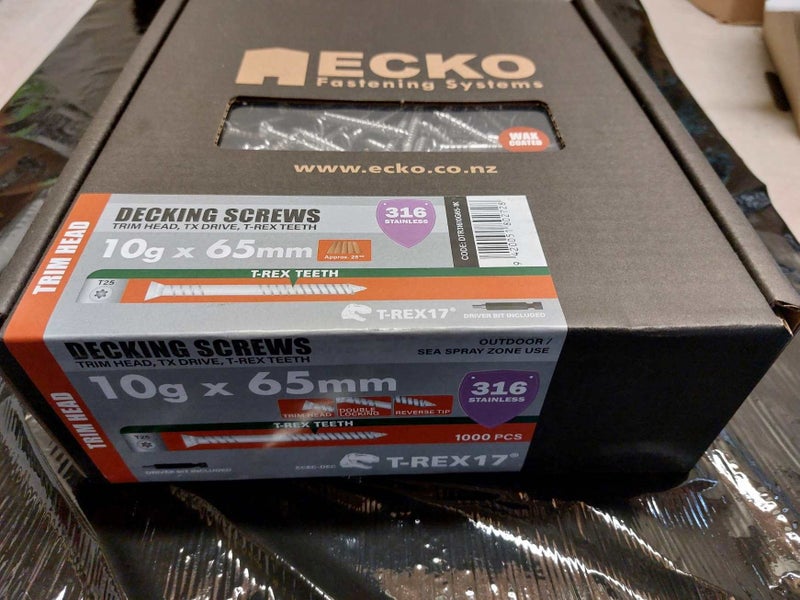 ECKO
Fastening Systems
WAX
COATED
www.ecko.co.nz
TRIM HEAD
DECKING SCREWS
TRIM HEAD, TX DRIVE, T-REX TEETH
10g x 65mm
316
STAINLESS
T-REX TEETH
T25
T-REX17®
DRIVER BIT INCLUDED
OUTDOOR /
SEA SPRAY ZONE USE
TRIM HEAD
DECKING SCREWS
TRIM HEAD, TX DRIVE, T-REX TEETH
10g x 65mm
316
STAINLESS
TRIM HEAD
DOUBLE
LOCKING
REVERSE TIP
T-REX TEETH
T25
1000 PCS
DRIVER BIT INCLUDED
T-REX17®